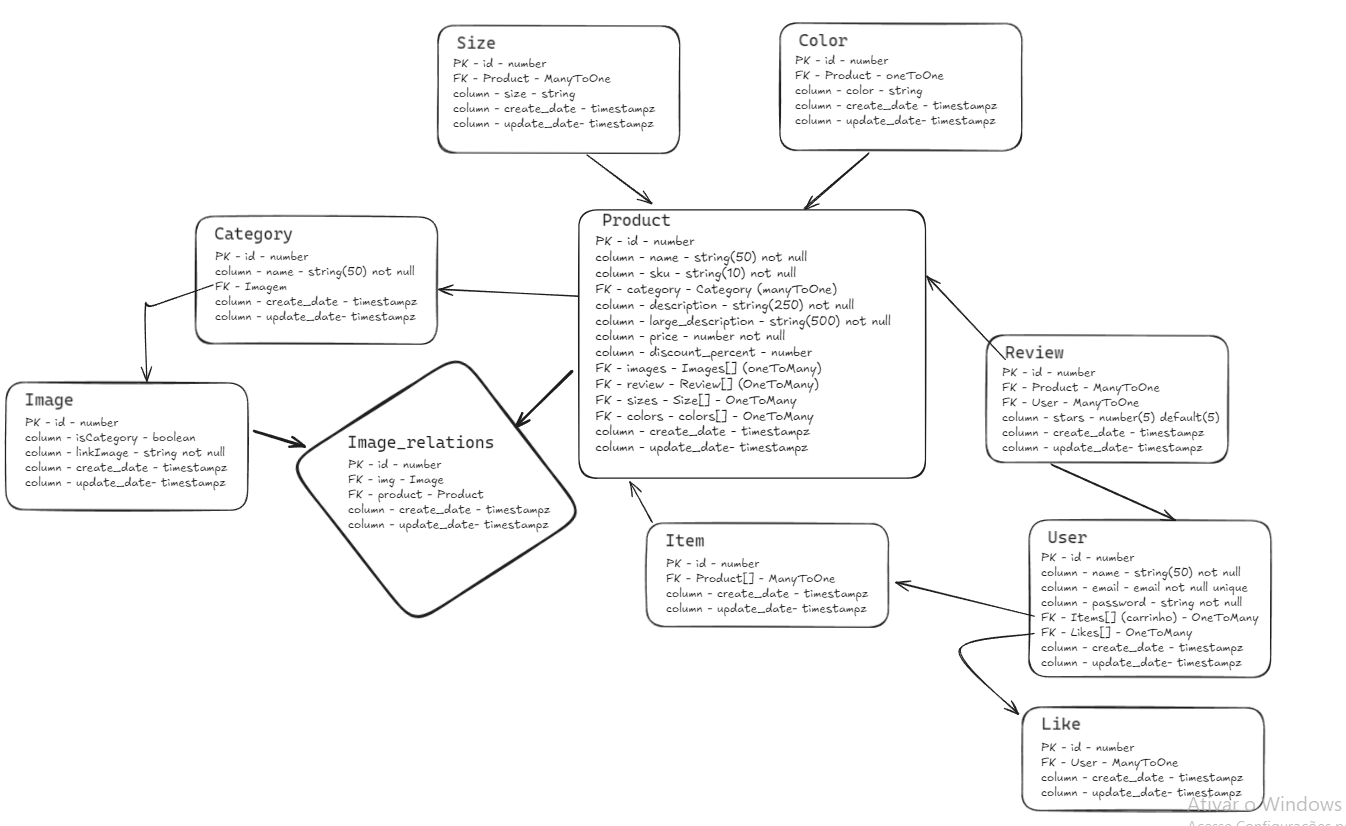 Size
PK - id - number
FK - Product - ManyToOne
column - size - string
column - create_date - timestampz
column - update_date- timestampz
Color
PK - id - number
FK - Product - oneToOne
column - color - string
column - create_date - timestampz
column - update_date- timestampz
Category
PK - id - number
column - name - string(50) not null
FK - Imagem
column - create_date - timestampz
column - update_date- timestampz
Product
PK - id - number
column - name - string(50) not null
column - sku - string(10) not null
FK - category - Category (manyToOne)
column - description - string(250) not null
column - large_description - string(500) not null
column - price - number not null
column - discount_percent - number
FK - images - Images[] (oneToMany)
FK - review - Review[] (OneToMany)
FK - sizes - Size[] - OneToMany
FK - colors - colors[] - OneToMany
column - create_date - timestampz
column - update_date- timestampz
Review
PK - id - number
FK - Product - ManyToOne
FK - User - ManyToOne
column - stars - number(5) default(5)
column - create_date - timestampz
column - update_date- timestampz
Image
PK - id - number
column - isCategory - boolean
column - linkImage - string not null
column - create_date - timestampz
column - update_date- timestampz
Image_relations
PK - id - number
FK - img - Image
FK - product - Product
column - create_date - timestampz
column - update_date- timestampz
Item
PK - id - number
FK - Product[] - ManyToOne
column - create_date - timestampz
column - update_date- timestampz
User
PK - id - number
column - name - string(50) not null
column - email - email not null unique
column - password - string not null
FK - Items[] (carrinho) - OneToMany
FK - Likes[] - OneToMany
column - create_date - timestampz
column - update_date- timestampz
Like
PK - id - number
FK - User - ManyToOne
column - create_date - timestampz
column - update_date- timestampz
Ativar o Windows
Acesse Configurações